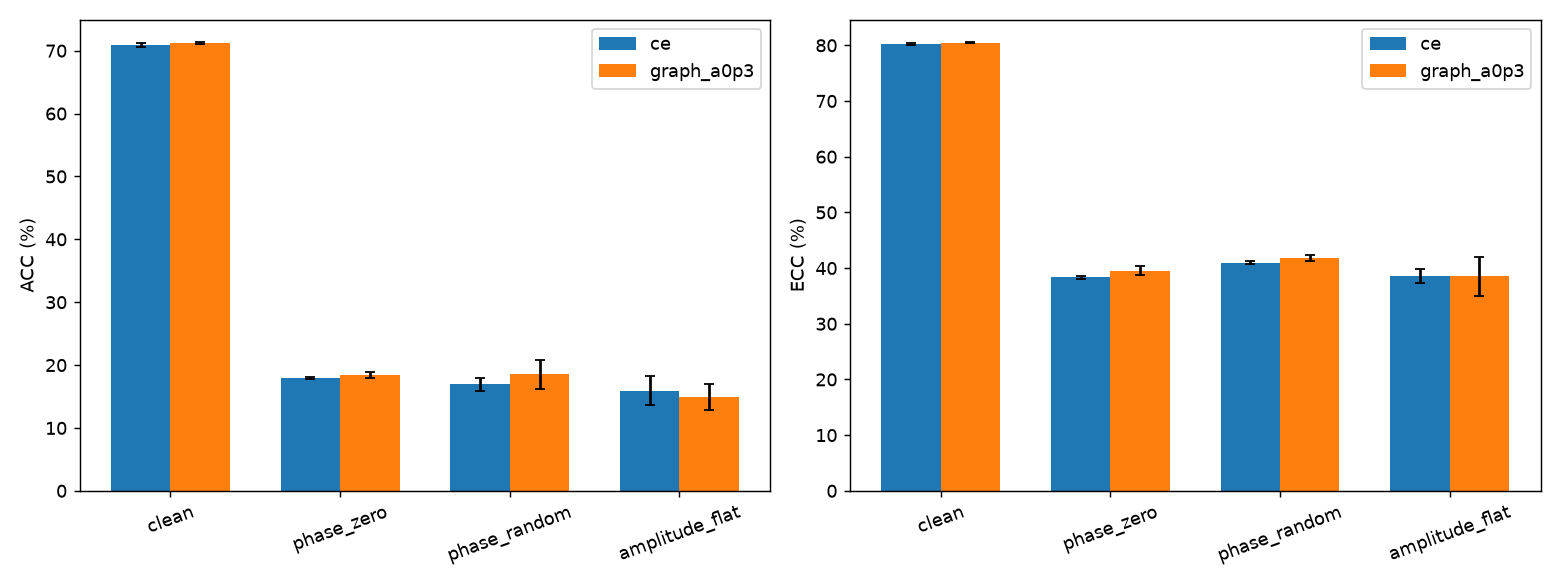 ACC (%)
70
60
50
40
30
20
10
0
clean
phase_zero
phase_random
amplitude_flat
ce
graph_a0p3
ECC (%)
80
70
60
50
40
30
20
10
0
clean
phase_zero
phase_random
amplitude_flat
ce
graph_a0p3